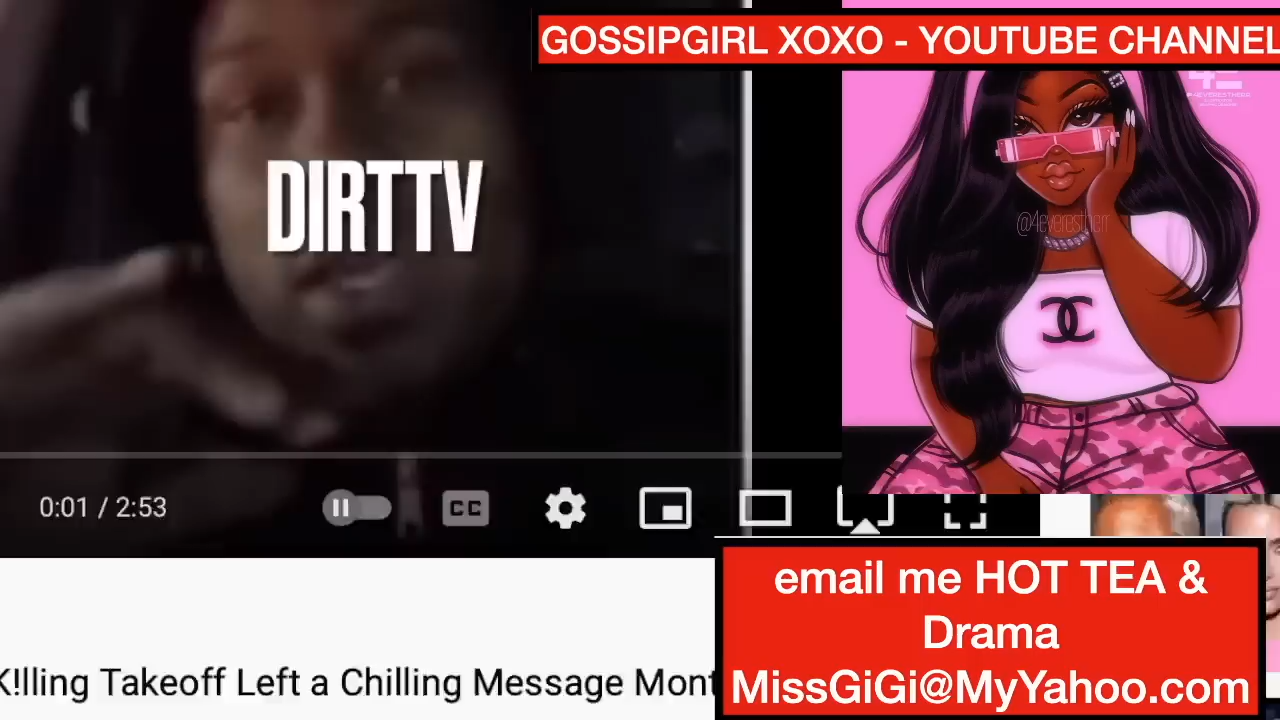 GOSSIPGIRL XOXO - YOUTUBE CHANNEL
DIRTTV
@4everestherr
0:01 / 2:53
CC
email me HOT TEA &
Drama
MissGiGi@MyYahoo.com
K!lling Takeoff Left a Chilling Message Mont